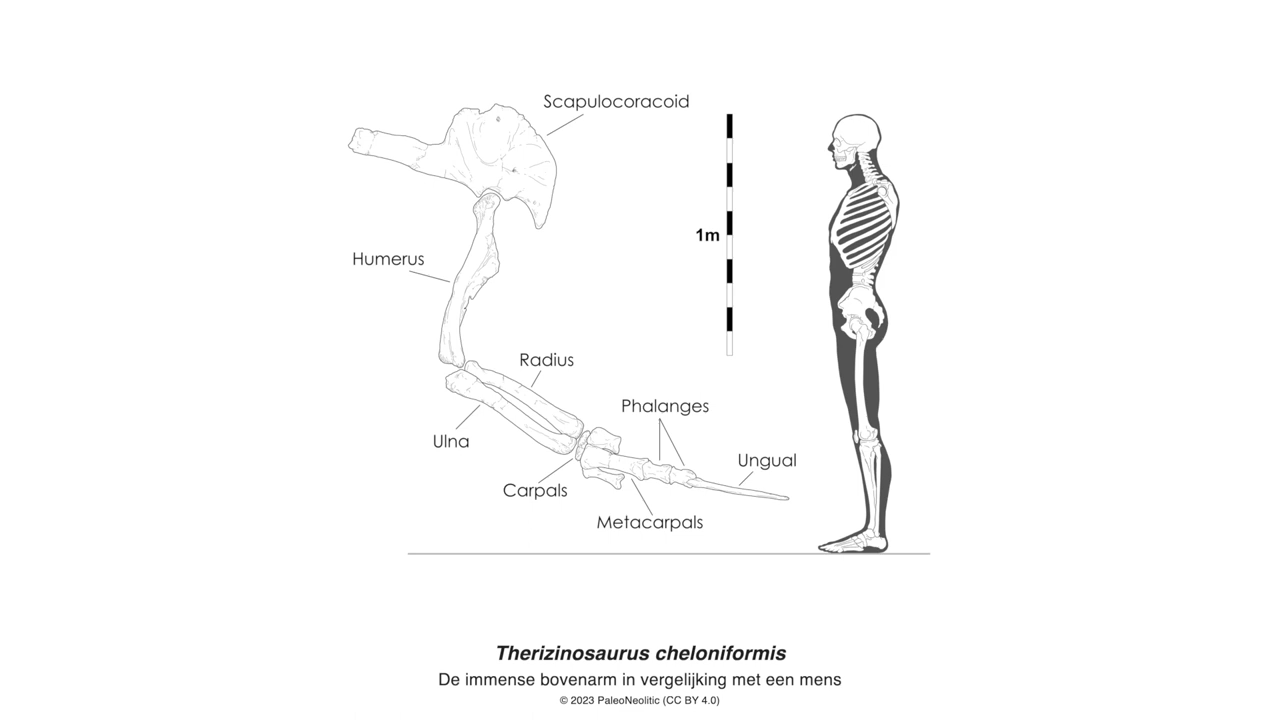 Scapulocoracoid
1m
Humerus
Radius
Phalanges
Ulna
Ungual
Carpals
Metacarpals
Therizinosaurus cheloniformis
De immense bovenarm in vergelijking met een mens
© 2023 PaleoNeolitic (CC BY 4.0)